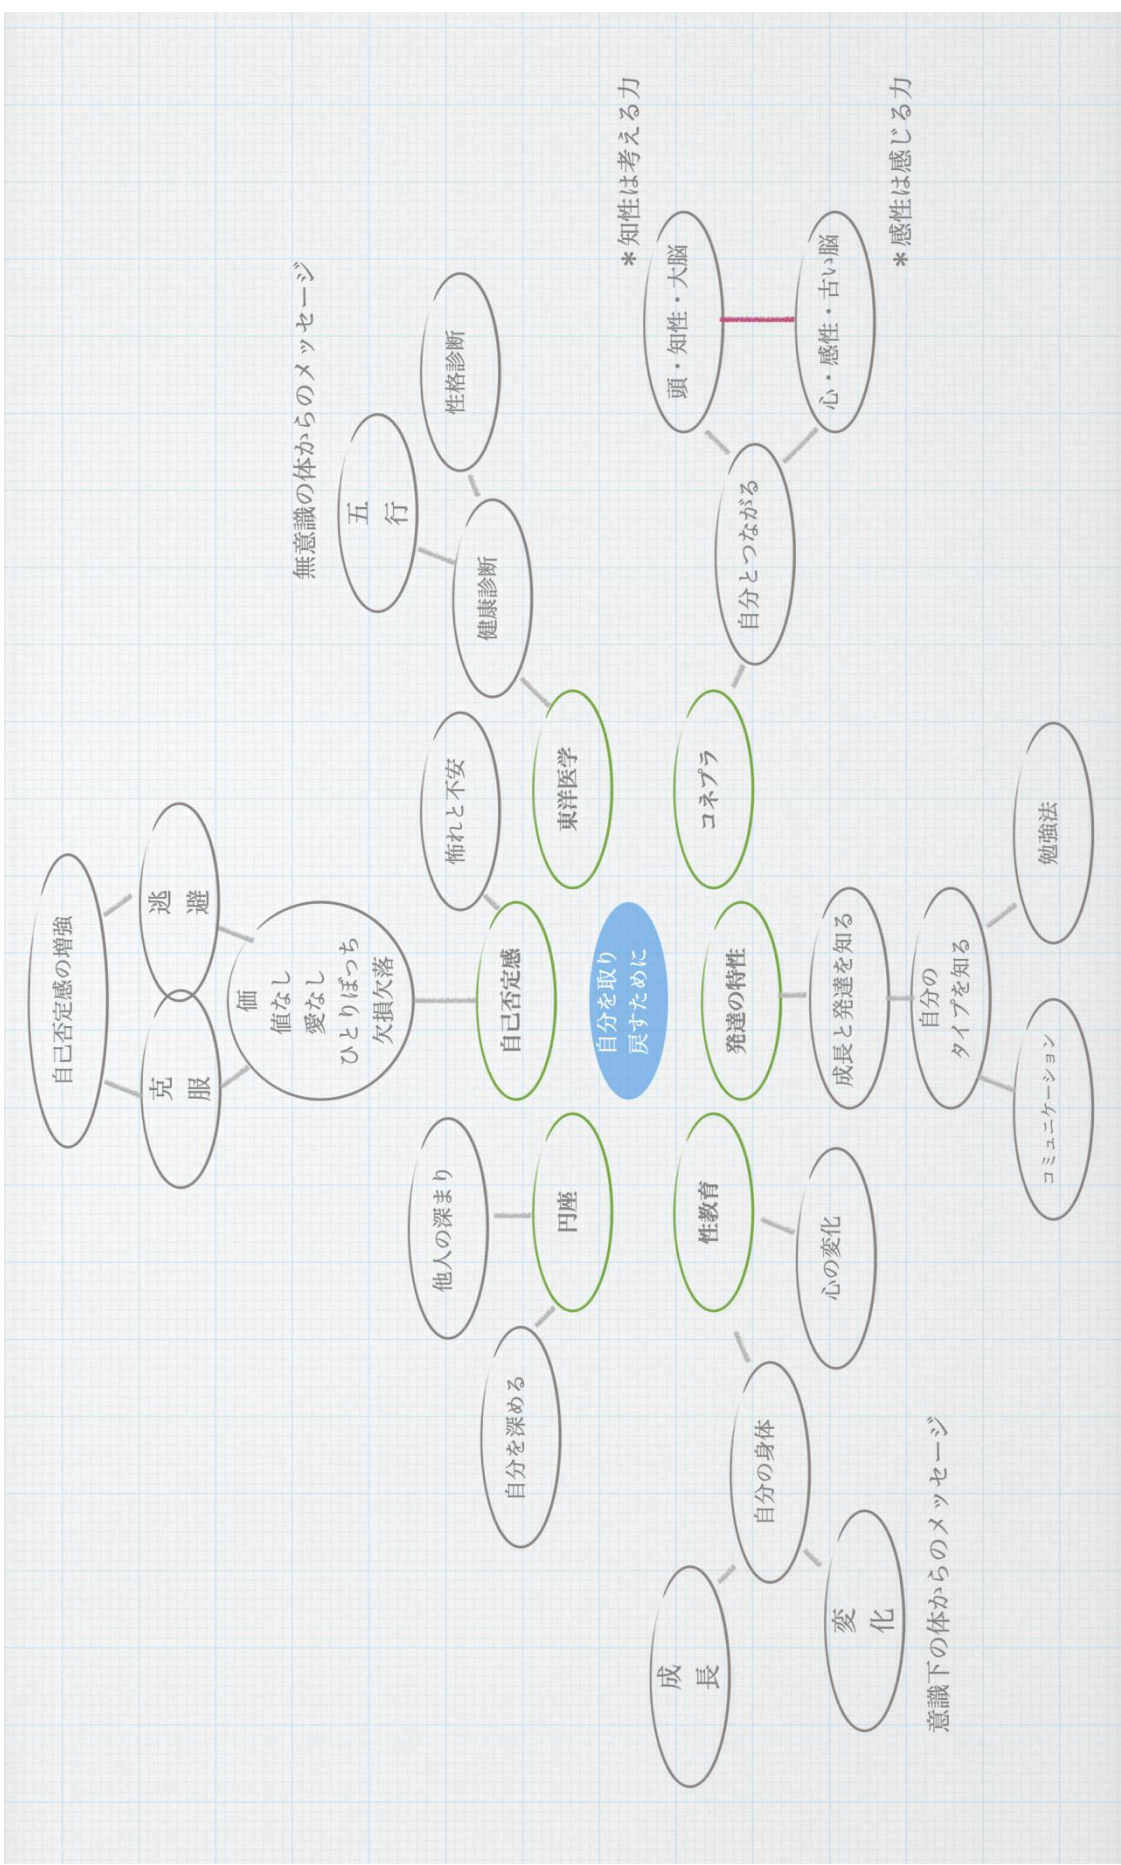 自己否定感の増強
克
服
逃
避
価
値なし
愛なし
ひとりぼっち
欠損欠落
無意識の体からのメッセージ
五
行
性格診断
他人の深まり
怖れと不安
健康診断
自分を深める
自己否定感
円座
東洋医学
自分を取り
戻すために
性教育
発達の特性
コネプラ
成
長
自分の身体
心の変化
成長と発達を知る
自分とつながる
頭・知性・大脳
*知性は考える力
変
化
意識下の体からのメッセージ
自分の
タイプを知る
心・感性・古い脳
*感性は感じる力
コミュニケーション
勉強法